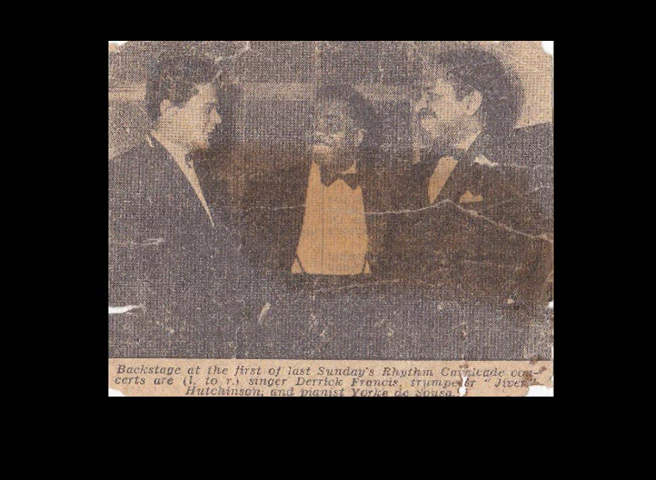 Backstage at the first of last Sunday's Rhythm Cavalcade con-
certs are (l. to r.) singer Derrick Francis, trumpeter "Jiver"
Hutchinson, and pianist Yorke de Sousa.